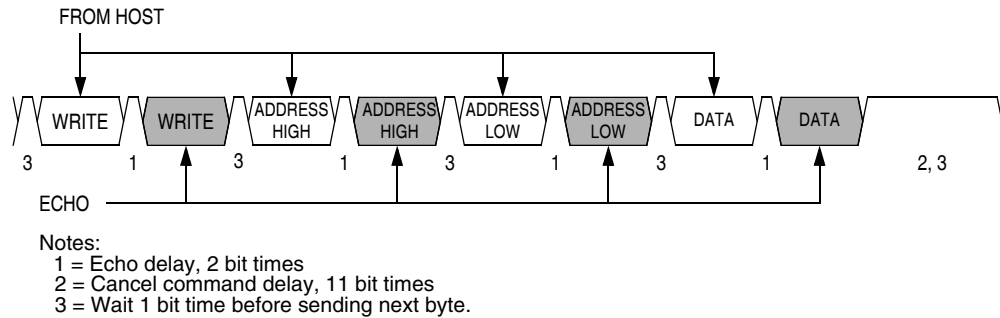 FROM HOST
WRITE WRITE ADDRESS HIGH ADDRESS HIGH ADDRESS LOW ADDRESS LOW DATA DATA
3 1 3 1 3 1 3 1 2, 3
ECHO
Notes:
1 = Echo delay, 2 bit times
2 = Cancel command delay, 11 bit times
3 = Wait 1 bit time before sending next byte.